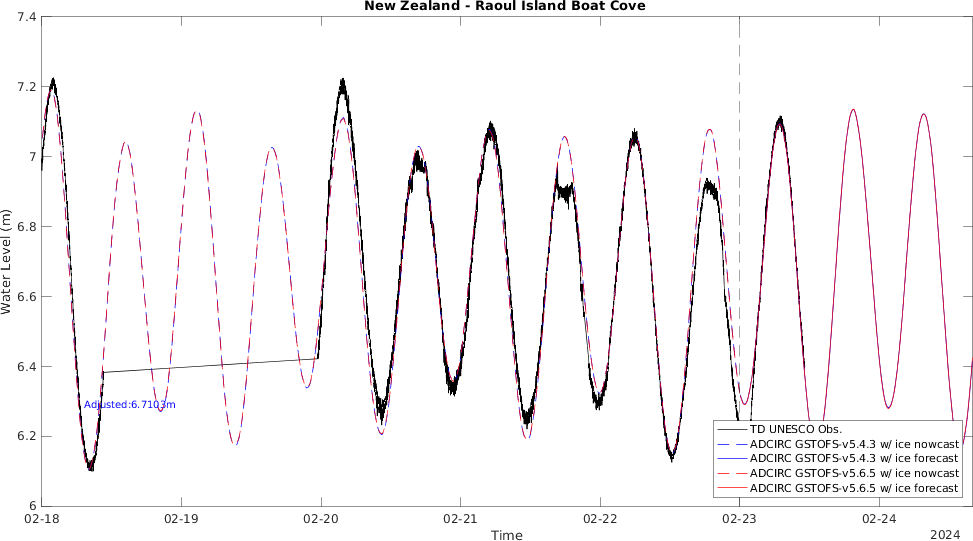 New Zealand - Raoul Island Boat Cove
7.4
7.2
7
6.8
6.6
6.4
6.2
6
Water Level (m)
Adjusted:6.7103m
TD UNESCO Obs.
ADCIRC GSTOFS-v5.4.3 w/ ice nowcast
ADCIRC GSTOFS-v5.4.3 w/ ice forecast
ADCIRC GSTOFS-v5.6.5 w/ ice nowcast
ADCIRC GSTOFS-v5.6.5 w/ ice forecast
02-18 02-19 02-20 02-21 02-22 02-23 02-24
Time
2024